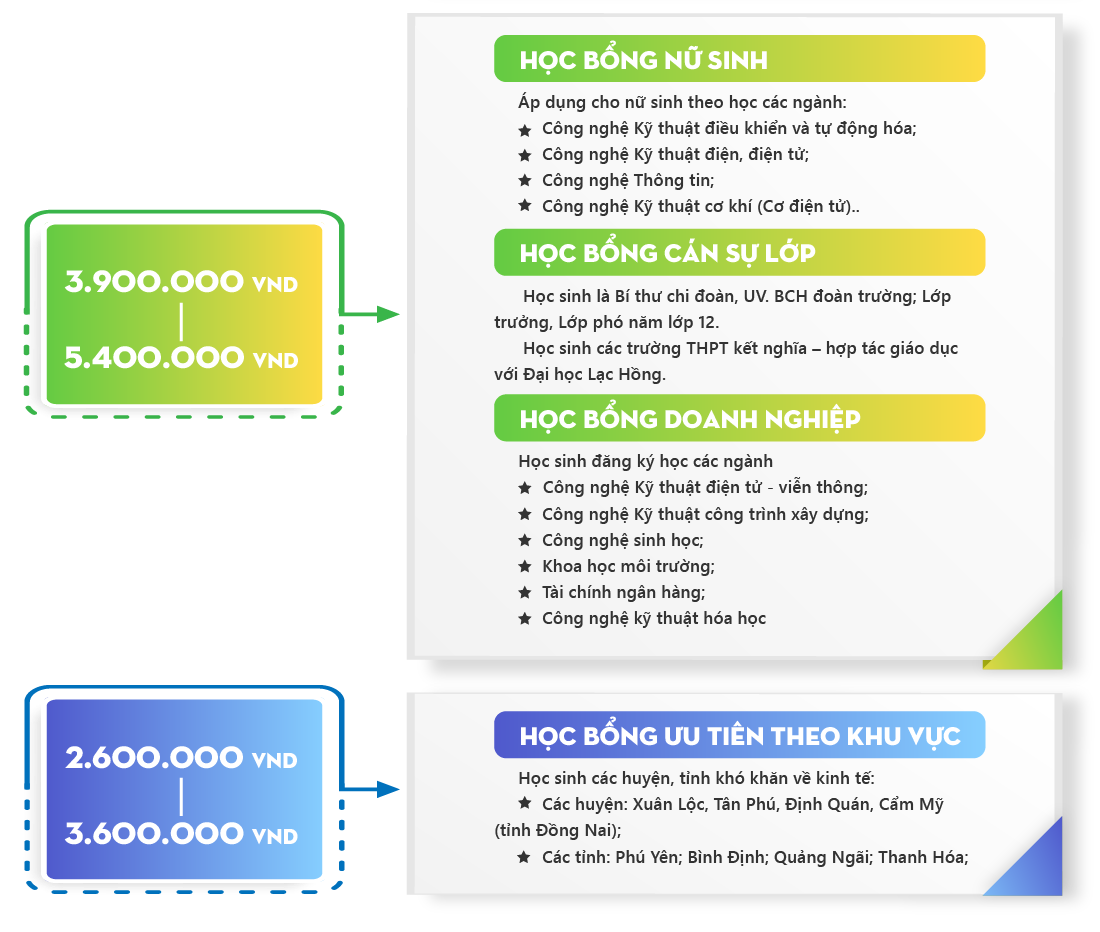 HỌC BỔNG NỮ SINH
Áp dụng cho nữ sinh theo học các ngành:
★ Công nghệ Kỹ thuật điều khiển và tự động hóa;
★ Công nghệ Kỹ thuật điện, điện tử;
★ Công nghệ Thông tin;
★ Công nghệ Kỹ thuật cơ khí (Cơ điện tử)..
3.900.000 VND
5.400.000 VND
HỌC BỔNG CÁN SỰ LỚP
Học sinh là Bí thư chi đoàn, UV. BCH đoàn trường; Lớp
trưởng, Lớp phó năm lớp 12.
Học sinh các trường THPT kết nghĩa – hợp tác giáo dục
với Đại học Lạc Hồng.
HỌC BỔNG DOANH NGHIỆP
Học sinh đăng ký học các ngành
★ Công nghệ Kỹ thuật điện tử - viễn thông;
★ Công nghệ Kỹ thuật công trình xây dựng;
★ Công nghệ sinh học;
★ Khoa học môi trường;
★ Tài chính ngân hàng;
★ Công nghệ kỹ thuật hóa học
2.600.000 VND
3.600.000 VND
HỌC BỔNG ƯU TIÊN THEO KHU VỰC
Học sinh các huyện, tỉnh khó khăn về kinh tế:
★ Các huyện: Xuân Lộc, Tân Phú, Định Quán, Cẩm Mỹ
(tỉnh Đồng Nai);
★ Các tỉnh: Phú Yên; Bình Định; Quảng Ngãi; Thanh Hóa;